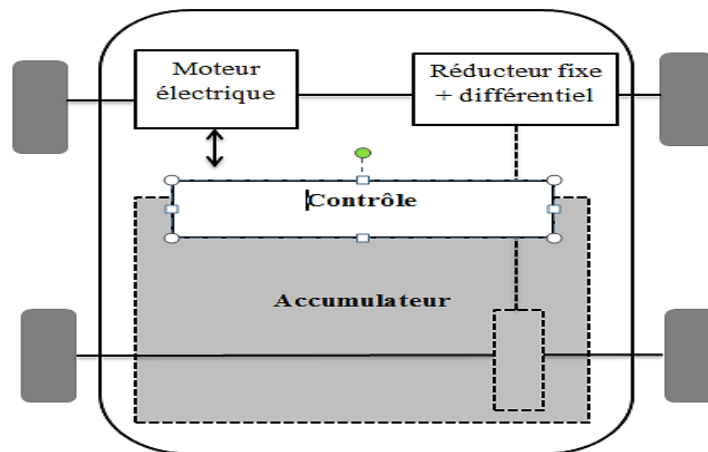 Moteur
électrique
Réducteur fixe
+ différentiel
Contrôle
Accumulateur